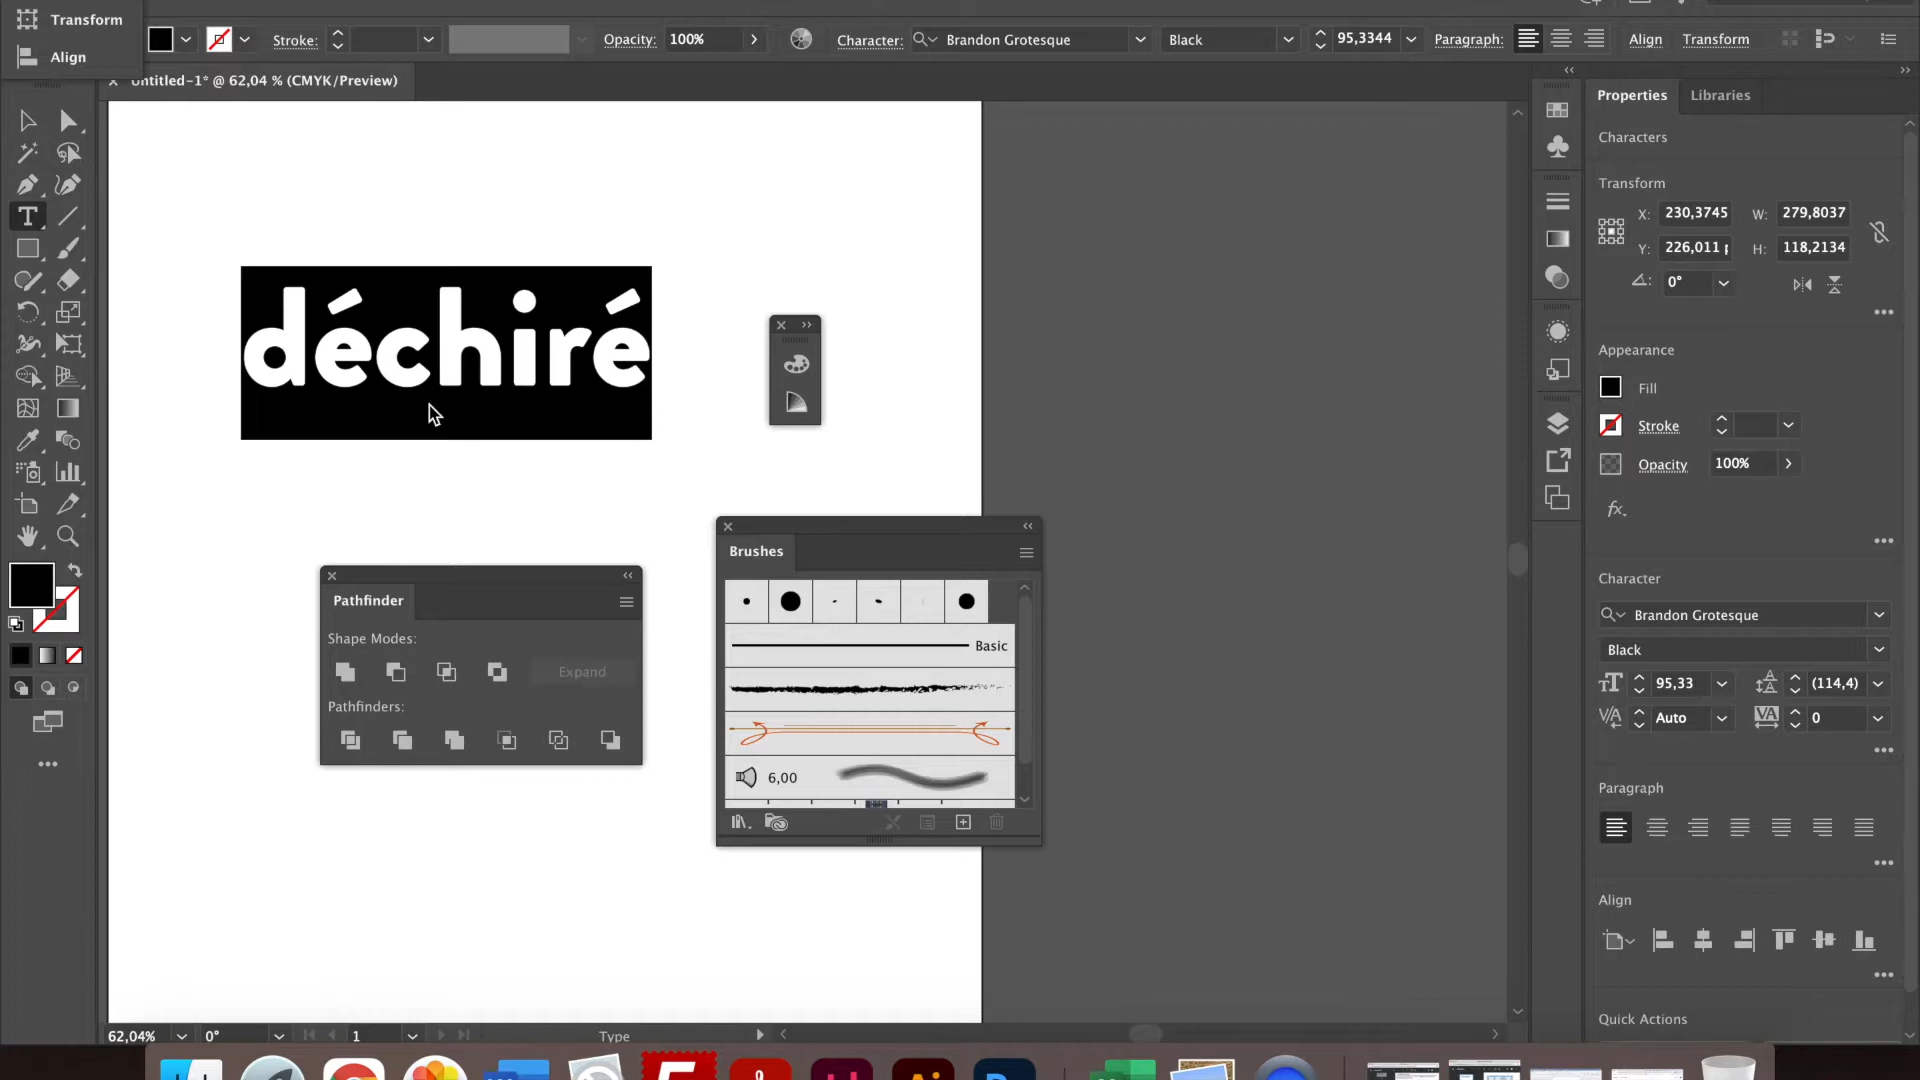 Transform
Align
Stroke:
Opacity:
100%
Character:
Brandon Grotesque
Black
95,3344
Paragraph:
Align
Transform
Untitled-1* @ 62,04 % (CMYK/Preview)
Properties
Libraries
Characters
Transform
X:
230,3745
W:
279,8037
Y:
226,011
H:
118,2134
0°
Appearance
Fill
Stroke
Opacity
100%
Character
Brandon Grotesque
Black
95,33
(114,4)
Auto
0
Paragraph
Align
Quick Actions
déchiré
Pathfinder
Shape Modes:
Expand
Pathfinders:
Brushes
Basic
6,00
62,04%
0°
1
Type